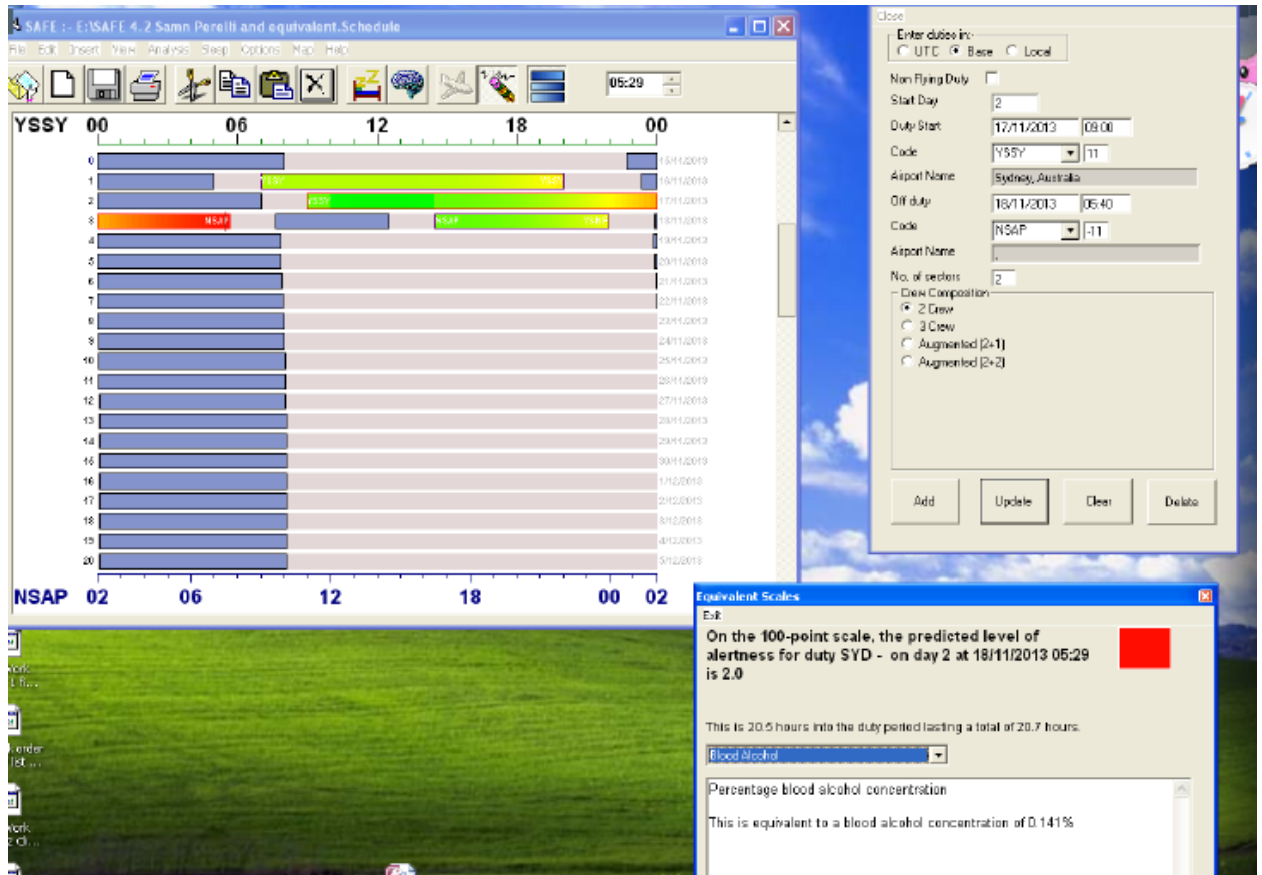 SAFE :- E:\SAFE 4.2 Samn Perelli and equivalent.Schedule
File Edit Insert View Analysis Sleep Options Map Help
05:29
YSSY 00 06 12 18 00
0 15/11/2013
1 YSSY YSSY 16/11/2013
2 YSSY 17/11/2013
3 NSAP NSAP 18/11/2013
4 19/11/2013
5 20/11/2013
6 21/11/2013
7 22/11/2013
8 23/11/2013
9 24/11/2013
10 25/11/2013
11 26/11/2013
12 27/11/2013
13 28/11/2013
14 29/11/2013
15 30/11/2013
16 1/12/2013
17 2/12/2013
18 3/12/2013
19 4/12/2013
20 5/12/2013
NSAP 02 06 12 18 00 02
Close
Enter duties in:-
UTC Base Local
Non Flying Duty
Start Day 2
Duty Start 17/11/2013 09:00
Code YSSY 11
Airport Name Sydney, Australia
Off duty 18/11/2013 05:40
Code NSAP -11
Airport Name ,
No. of sectors 2
Crew Composition
2 Crew
3 Crew
Augmented (2+1)
Augmented (2+2)
Add Update Clear Delete
Equivalent Scales
Exit
On the 100-point scale, the predicted level of
alertness for duty SYD - on day 2 at 18/11/2013 05:29
is 2.0
This is 20.5 hours into the duty period lasting a total of 20.7 hours.
Blood Alcohol
Percentage blood alcohol concentration
This is equivalent to a blood alcohol concentration of 0.141%